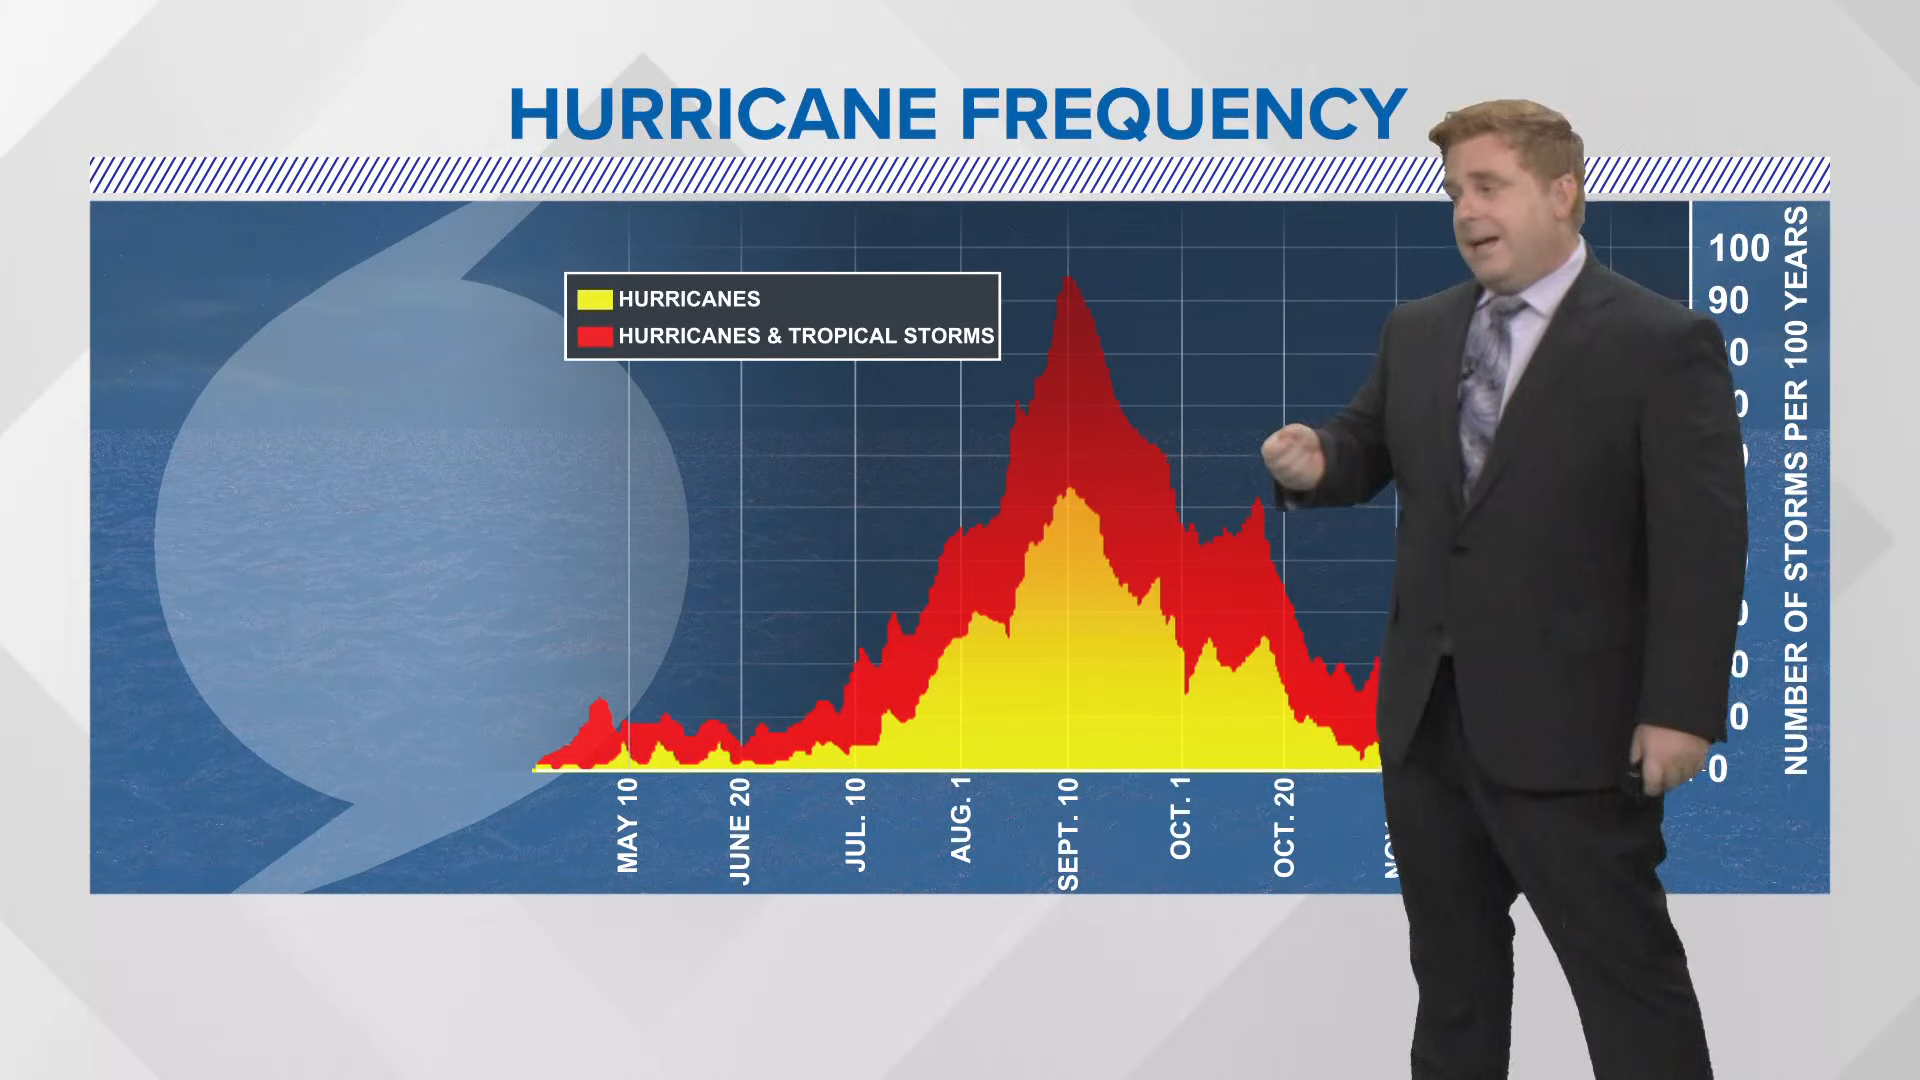 HURRICANE FREQUENCY
HURRICANES
HURRICANES & TROPICAL STORMS
100
90
0
NUMBER OF STORMS PER 100 YEARS
MAY 10
JUNE 20
JUL. 10
AUG. 1
SEPT. 10
OCT. 1
OCT. 20